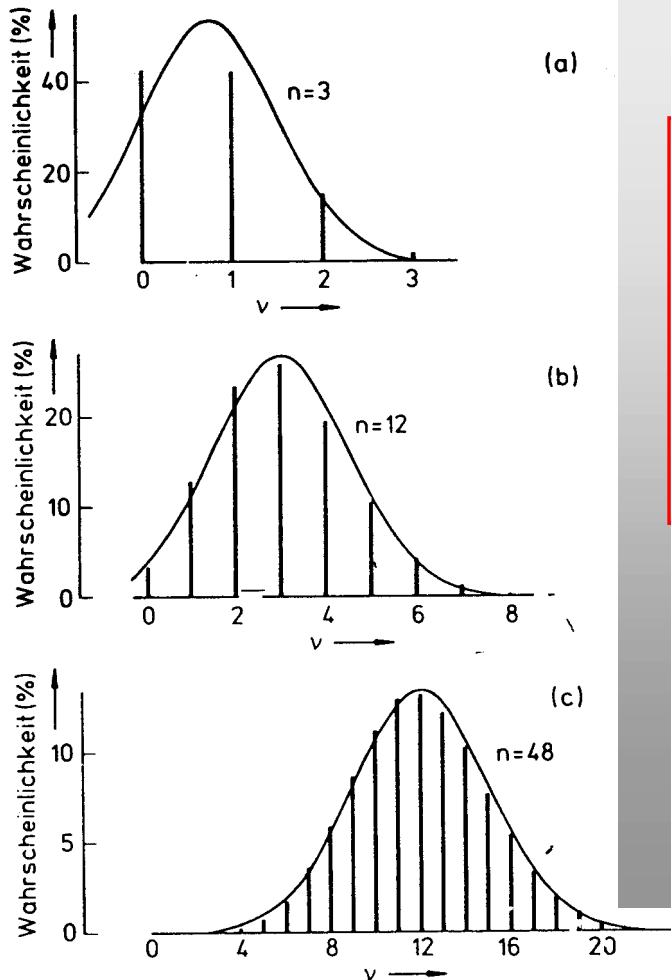 Wahrscheinlichkeit (%)
40
20
0
n=3
(a)
0 1 2 3
ν
Wahrscheinlichkeit (%)
20
10
0
n=12
(b)
0 2 4 6 8
ν
Wahrscheinlichkeit (%)
10
5
0
n=48
(c)
0 4 8 12 16 20
ν